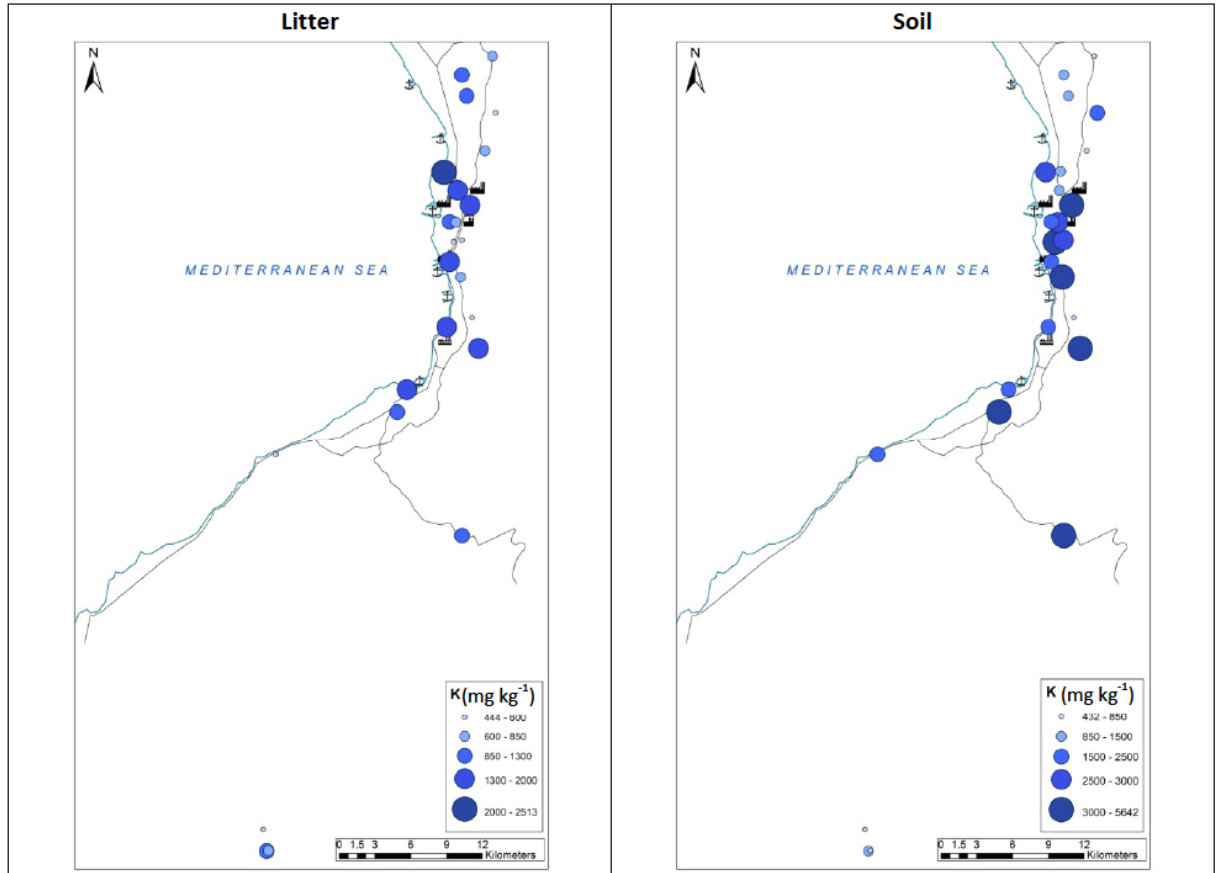 Litter
Soil
N
MEDITERRANEAN SEA
K (mg kg⁻¹)
444 - 600
600 - 850
850 - 1300
1300 - 2000
2000 - 2513
0 1.5 3 6 9 12
Kilometers
N
MEDITERRANEAN SEA
K (mg kg⁻¹)
432 - 850
850 - 1500
1500 - 2500
2500 - 3000
3000 - 5642
0 1.5 3 6 9 12
Kilometers